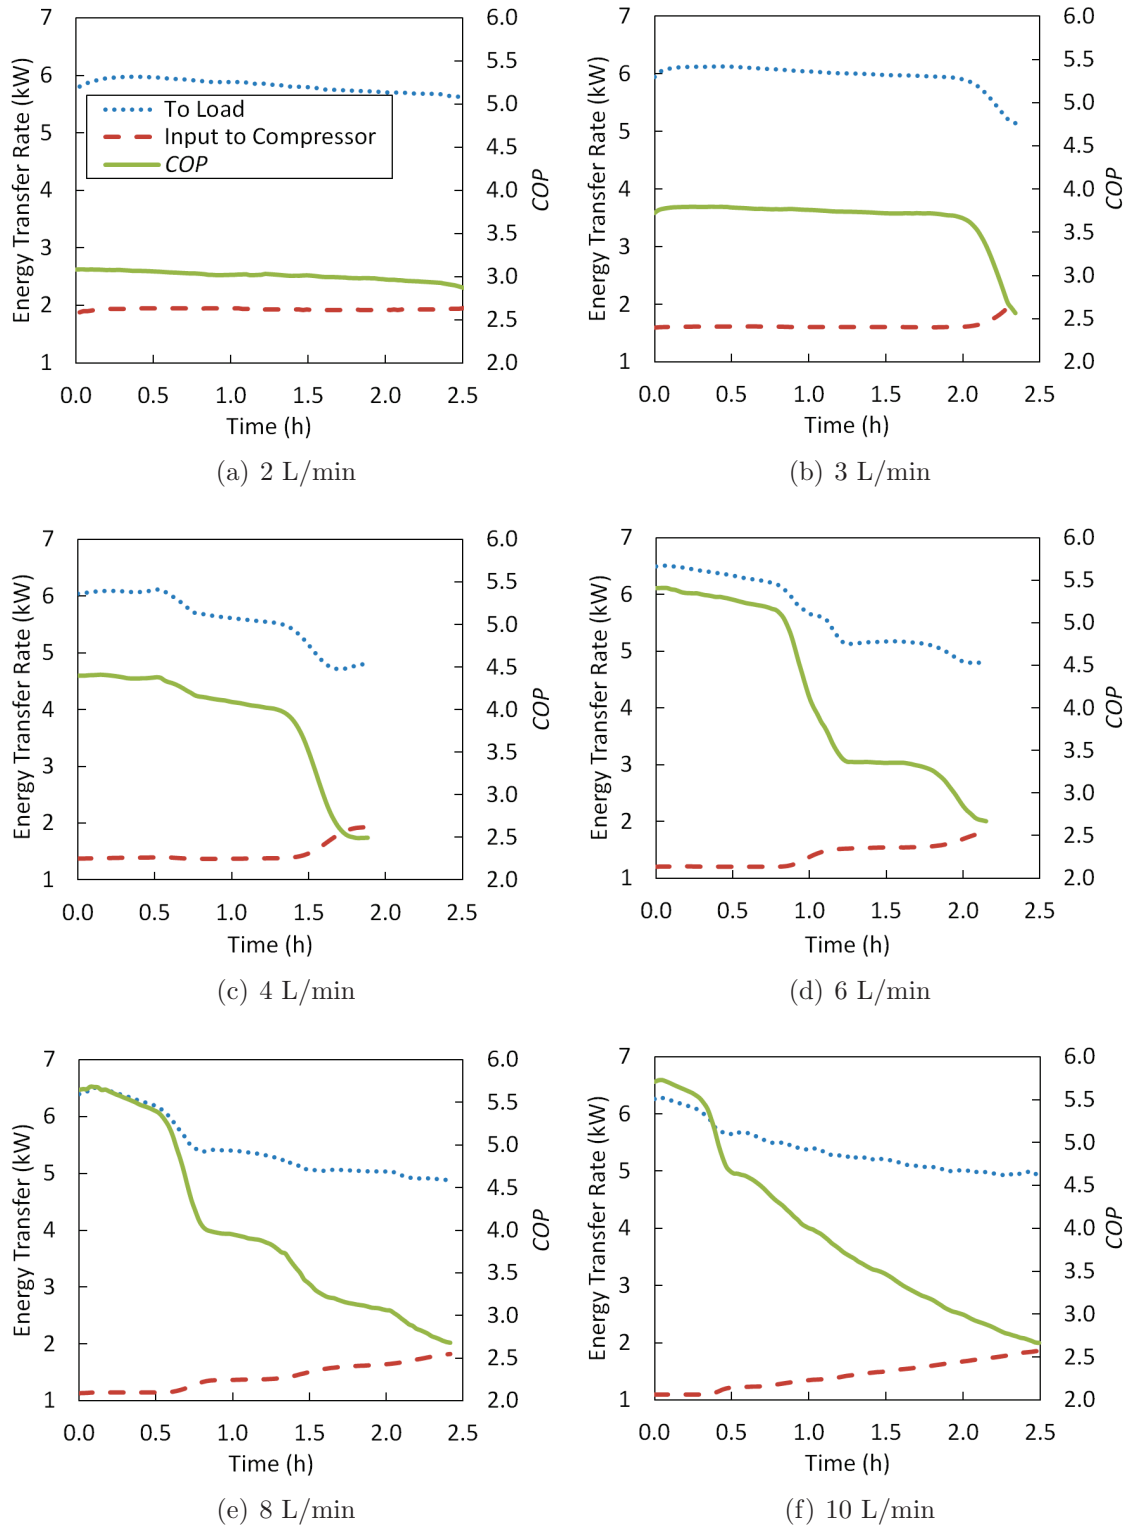 7
6
5
4
3
2
1
6.0
5.5
5.0
4.5
4.0
3.5
3.0
2.5
2.0
0.0 0.5 1.0 1.5 2.0 2.5
Energy Transfer Rate (kW)
COP
Time (h)
To Load
Input to Compressor
COP
(a) 2 L/min
7
6
5
4
3
2
1
6.0
5.5
5.0
4.5
4.0
3.5
3.0
2.5
2.0
0.0 0.5 1.0 1.5 2.0 2.5
Energy Transfer Rate (kW)
COP
Time (h)
(b) 3 L/min
7
6
5
4
3
2
1
6.0
5.5
5.0
4.5
4.0
3.5
3.0
2.5
2.0
0.0 0.5 1.0 1.5 2.0 2.5
Energy Transfer Rate (kW)
COP
Time (h)
(c) 4 L/min
7
6
5
4
3
2
1
6.0
5.5
5.0
4.5
4.0
3.5
3.0
2.5
2.0
0.0 0.5 1.0 1.5 2.0 2.5
Energy Transfer Rate (kW)
COP
Time (h)
(d) 6 L/min
7
6
5
4
3
2
1
6.0
5.5
5.0
4.5
4.0
3.5
3.0
2.5
2.0
0.0 0.5 1.0 1.5 2.0 2.5
Energy Transfer (kW)
COP
Time (h)
(e) 8 L/min
7
6
5
4
3
2
1
6.0
5.5
5.0
4.5
4.0
3.5
3.0
2.5
2.0
0.0 0.5 1.0 1.5 2.0 2.5
Energy Transfer Rate (kW)
COP
Time (h)
(f) 10 L/min